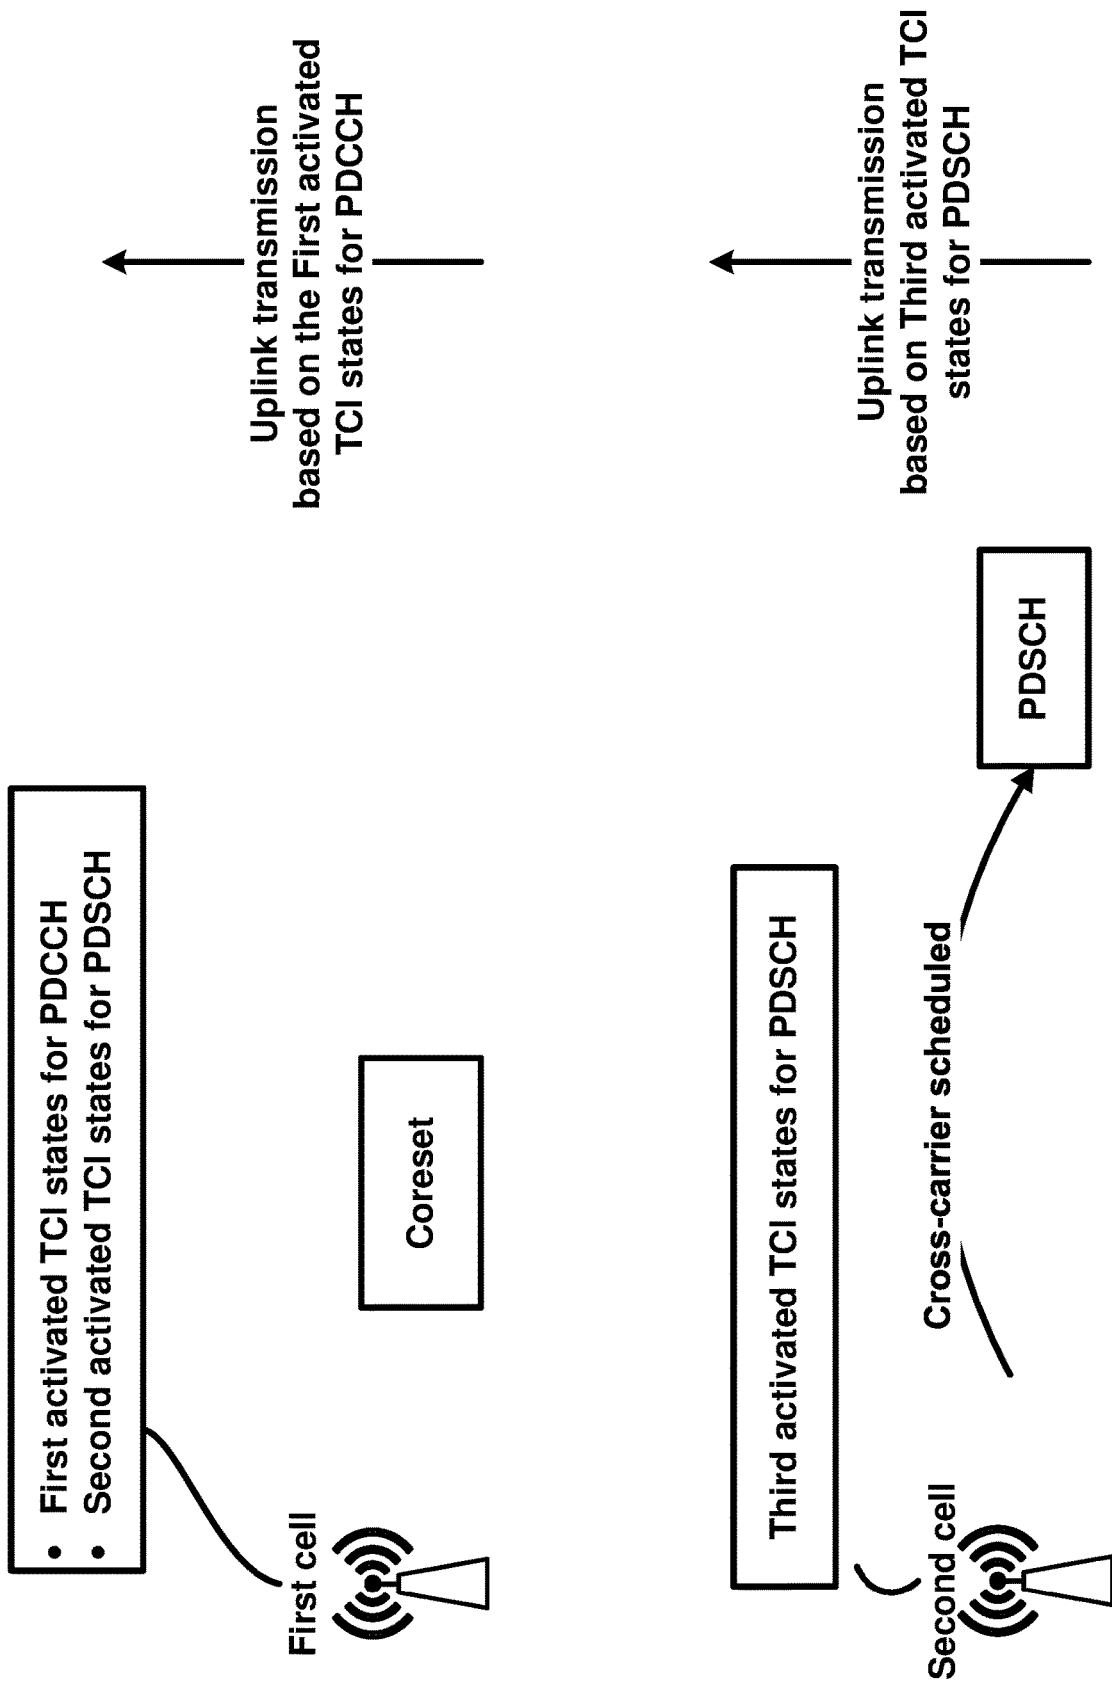 • First activated TCI states for PDCCH
• Second activated TCI states for PDSCH
First cell
Coreset
Uplink transmission
based on the First activated
TCI states for PDCCH
Third activated TCI states for PDSCH
Second cell
Cross-carrier scheduled
PDSCH
Uplink transmission
based on Third activated TCI
states for PDSCH